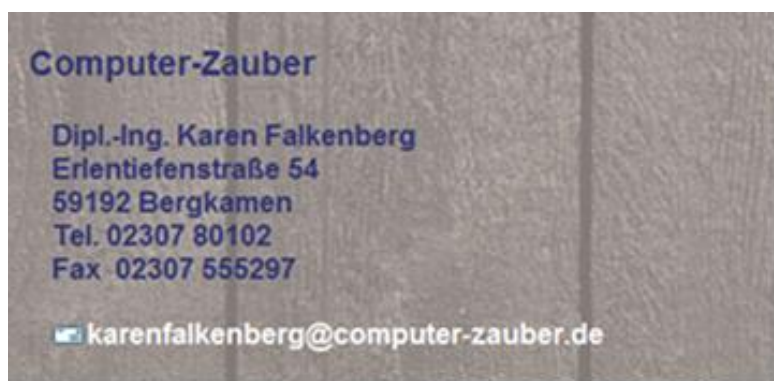 Computer-Zauber
Dipl.-Ing. Karen Falkenberg
Erlentiefenstraße 54
59192 Bergkamen
Tel. 02307 80102
Fax  02307 555297
karenfalkenberg@computer-zauber.de